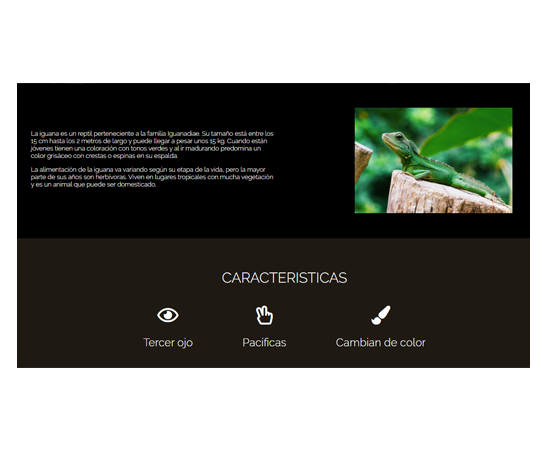 La iguana es un reptil perteneciente a la familia Iguanadiae. Su tamaño está entre los
15 cm hasta los 2 metros de largo y puede llegar a pesar unos 15 kg. Cuando están
jóvenes tienen una coloración con tonos verdes y al ir madurando predomina un
color grisáceo con crestas o espinas en su espalda.
La alimentación de la iguana va variando según su etapa de la vida, pero la mayor
parte de sus años son herbívoras. Viven en lugares tropicales con mucha vegetación
y es un animal que puede ser domesticado.
CARACTERISTICAS
Tercer ojo
Pacificas
Cambian de color